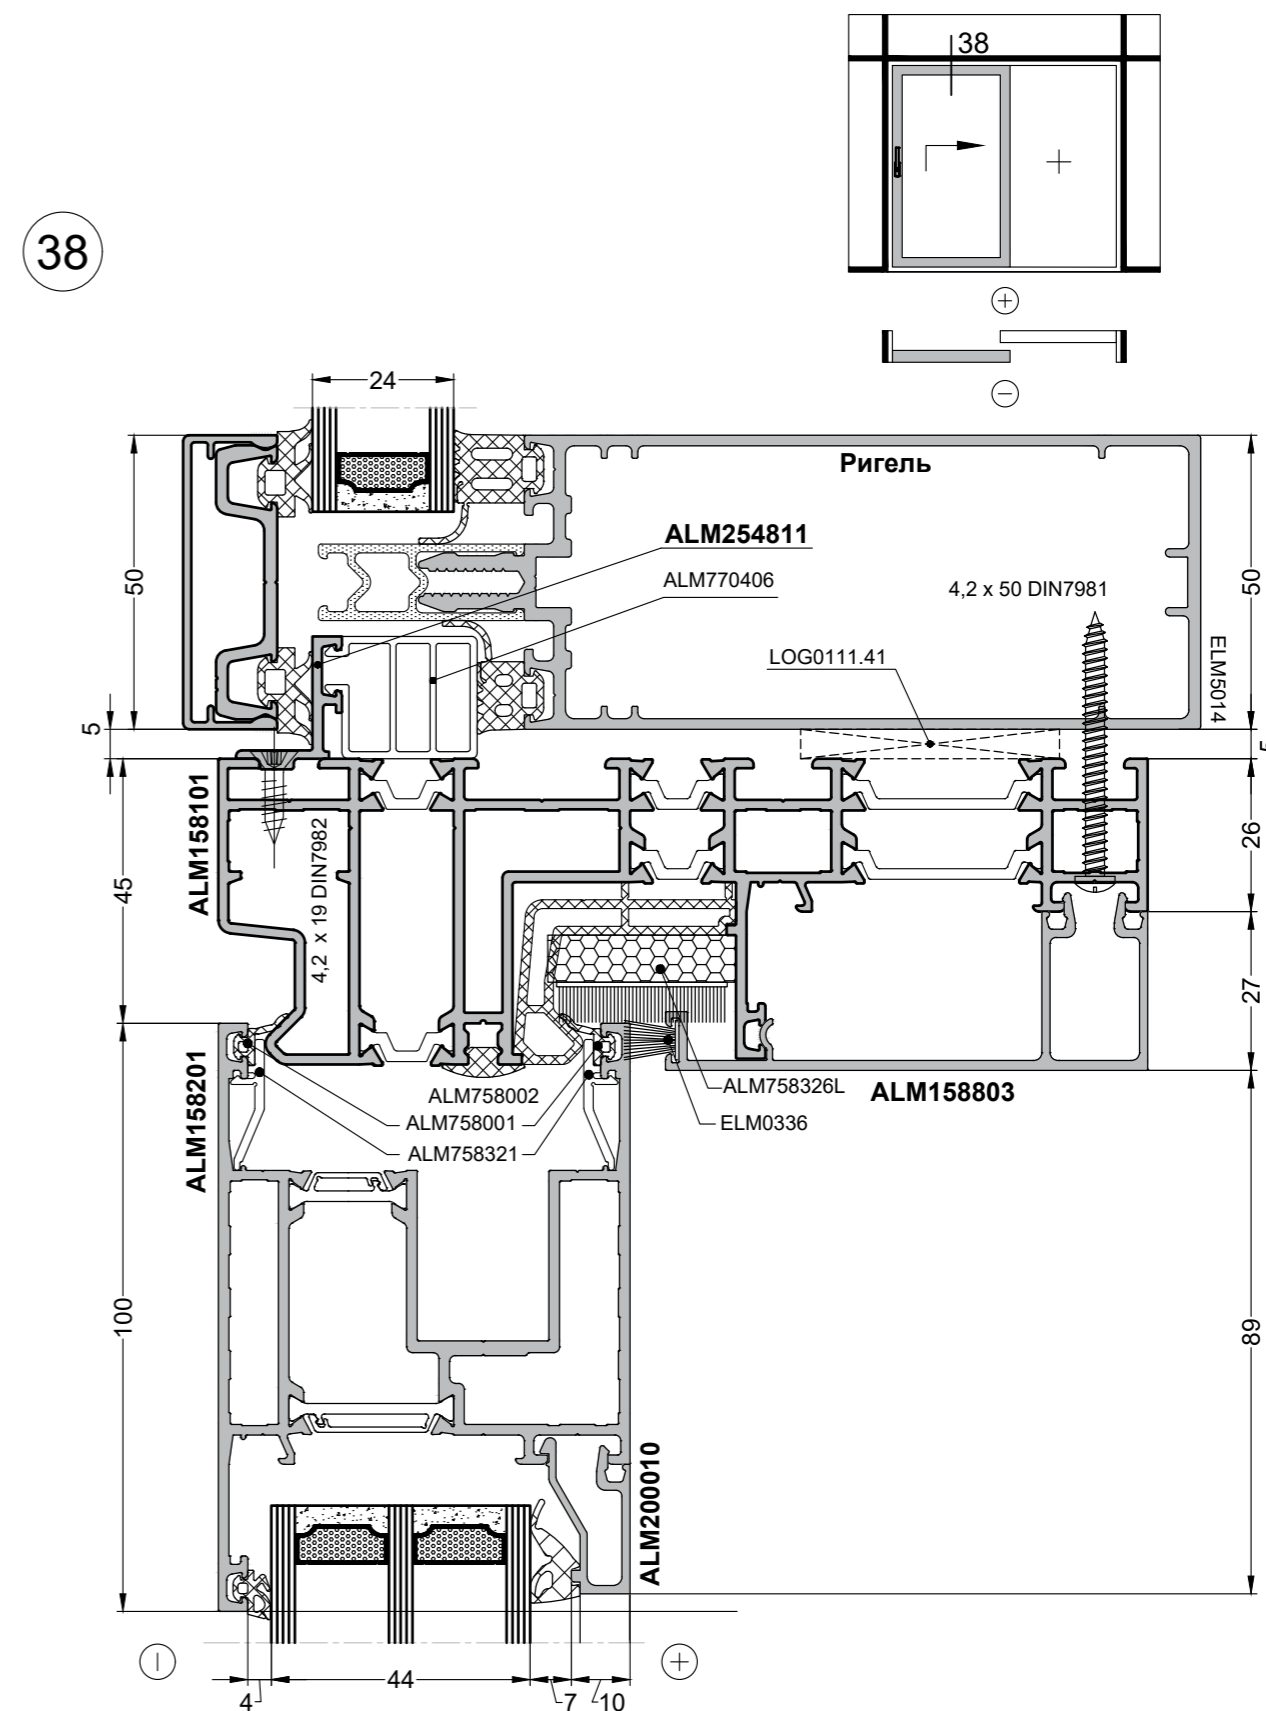 38
38
24
50
Ригель
ALM254811
ALM770406
4,2 x 50 DIN7981
50
LOG0111.41
ELM5014
5
5
ALM158101
4,2 x 19 DIN7982
45
26
27
ALM158201
ALM758002
ALM758001
ALM758321
ALM758326L
ELM0336
ALM158803
100
89
ALM200010
4
44
7
10